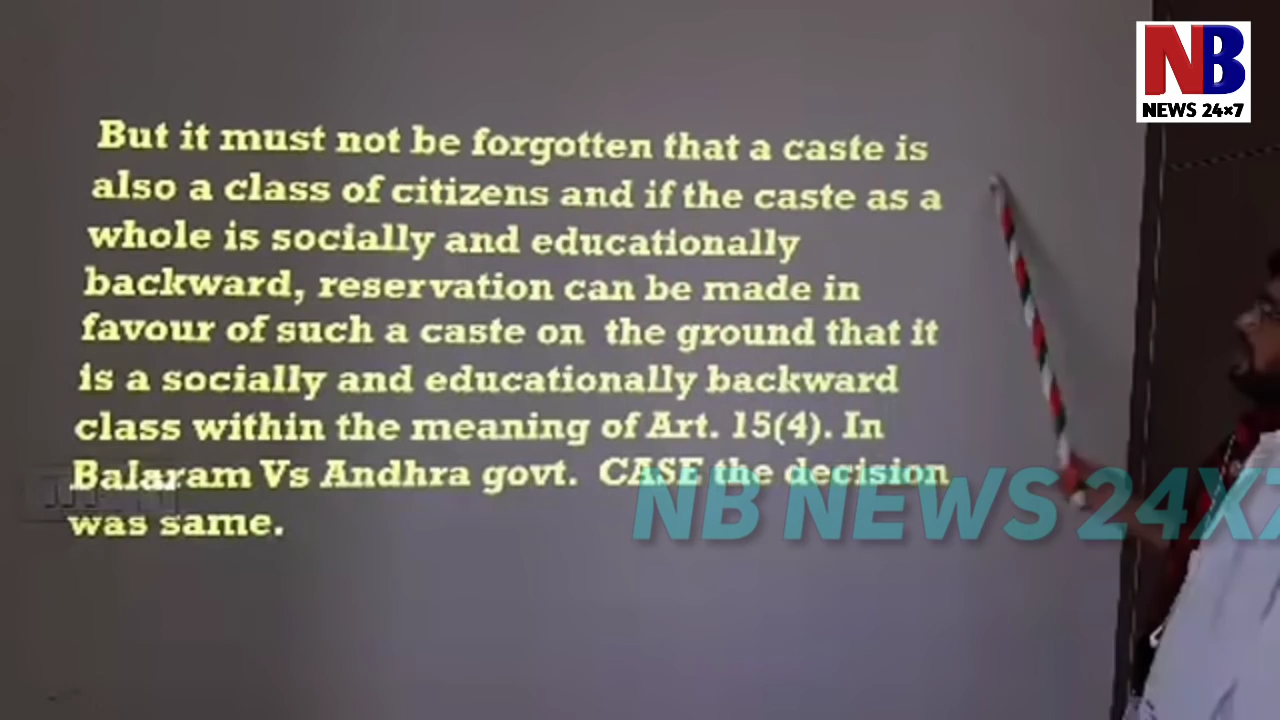 NB
NEWS 24×7
But it must not be forgotten that a caste is
also a class of citizens and if the caste as a
whole is socially and educationally
backward, reservation can be made in
favour of such a caste on the ground that it
is a socially and educationally backward
class within the meaning of Art. 15(4). In
Balaram Vs Andhra govt. CASE the decision
was same.
NB NEWS 24X7